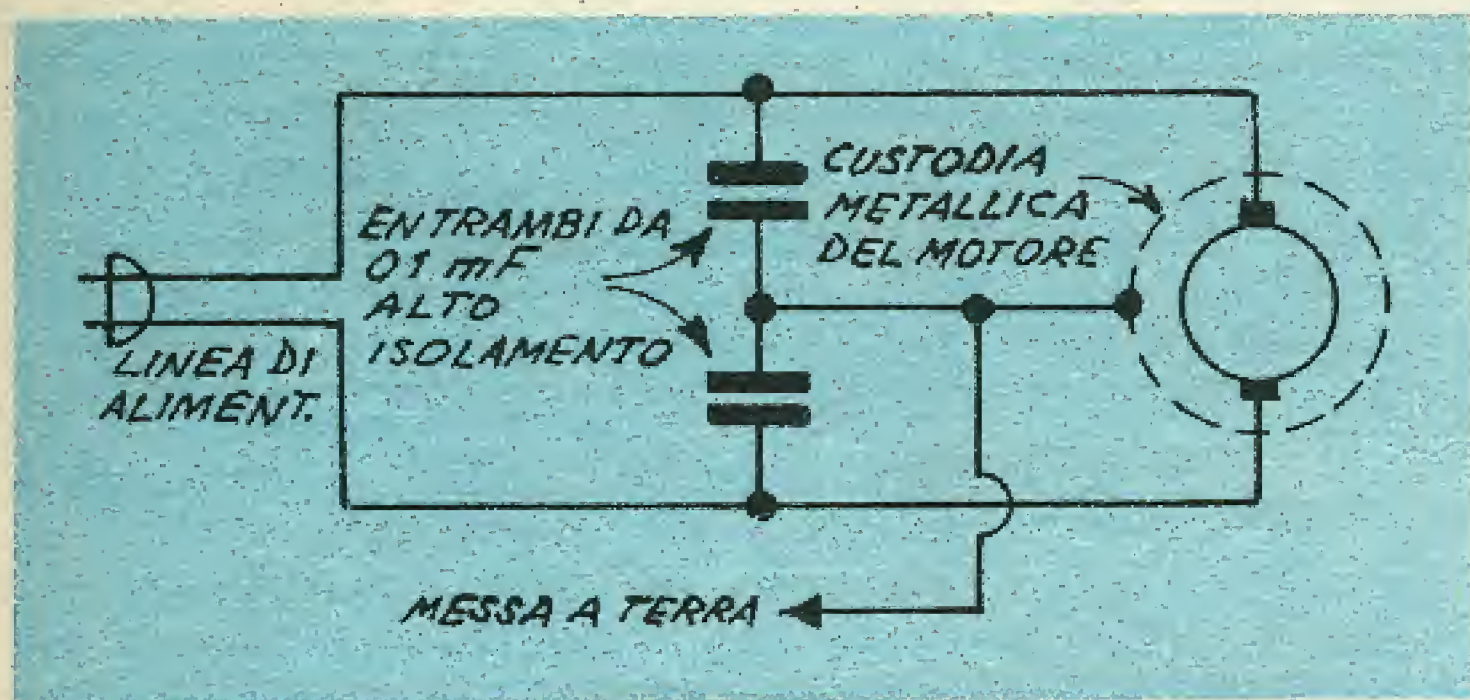 CUSTODIA
METALLICA
DEL MOTORE
ENTRAMBI DA
01 mF
ALTO
ISOLAMENTO
LINEA DI
ALIMENT.
MESSA A TERRA